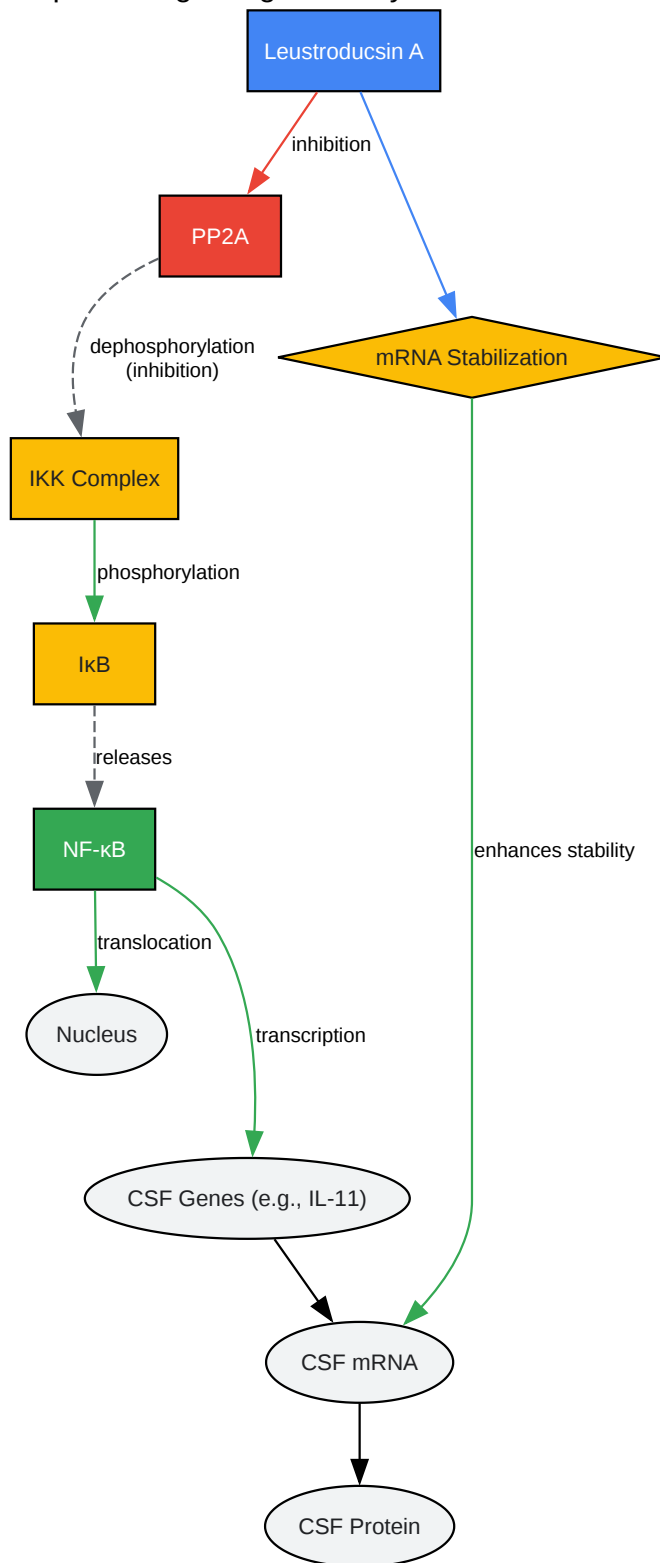 Leustroducsin A
inhibition
PP2A
dephosphorylation
(inhibition)
mRNA Stabilization
IKK Complex
phosphorylation
IκB
releases
NF-κB
enhances stability
translocation
Nucleus
transcription
CSF Genes (e.g., IL-11)
CSF mRNA
CSF Protein